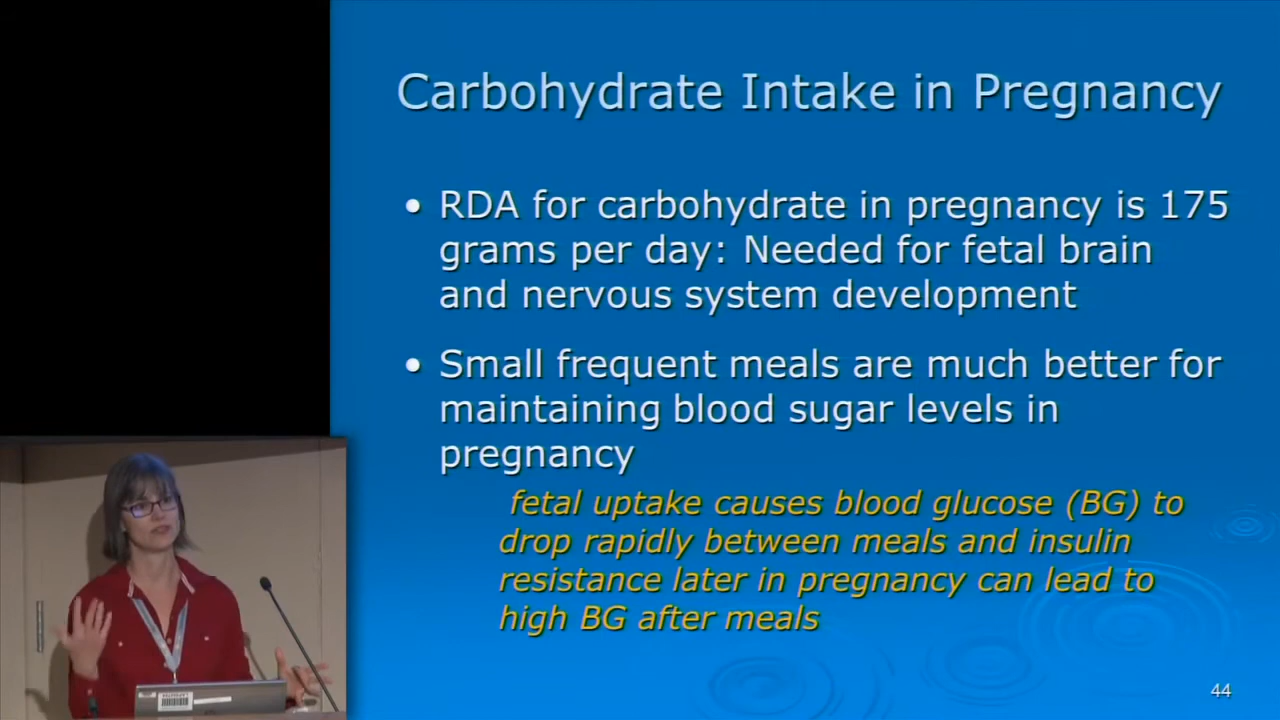 Carbohydrate Intake in Pregnancy
• RDA for carbohydrate in pregnancy is 175
grams per day: Needed for fetal brain
and nervous system development
• Small frequent meals are much better for
maintaining blood sugar levels in
pregnancy
fetal uptake causes blood glucose (BG) to
drop rapidly between meals and insulin
resistance later in pregnancy can lead to
high BG after meals
44